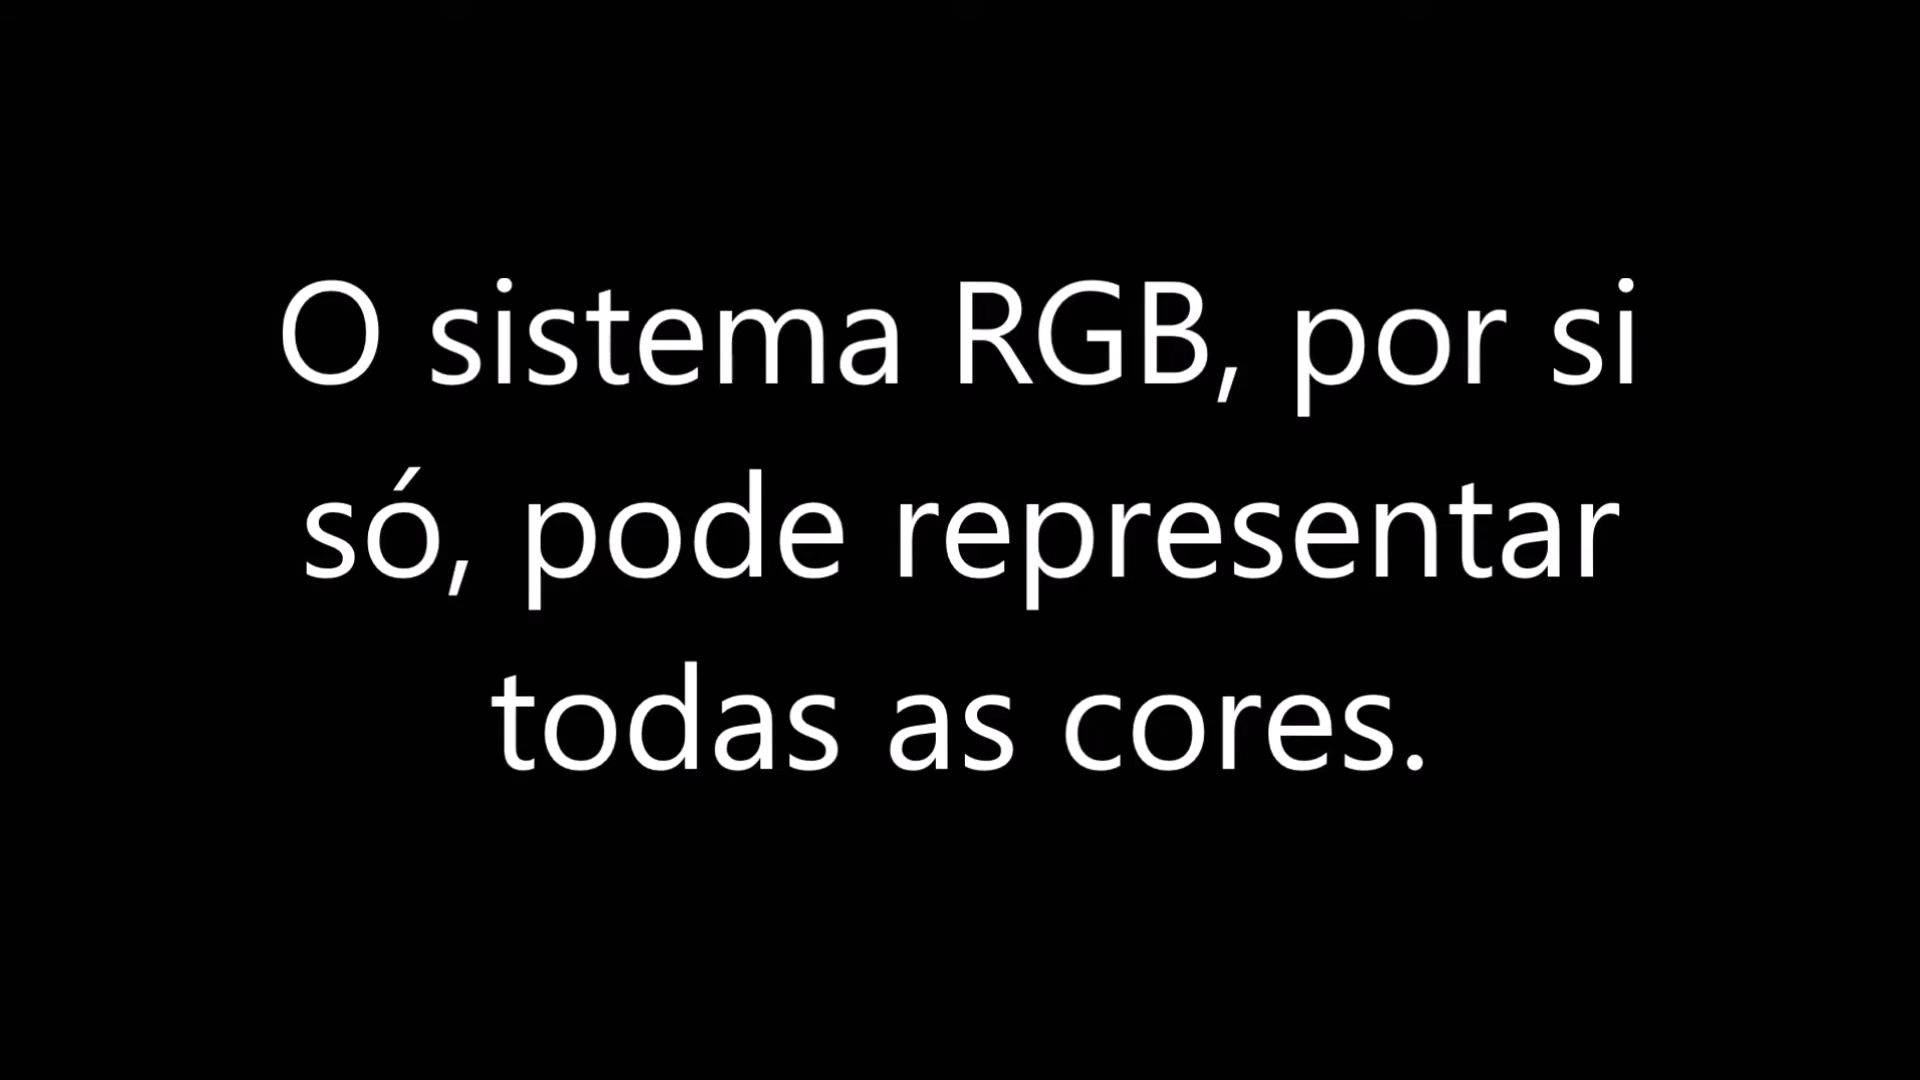 O sistema RGB, por si
só, pode representar
todas as cores.